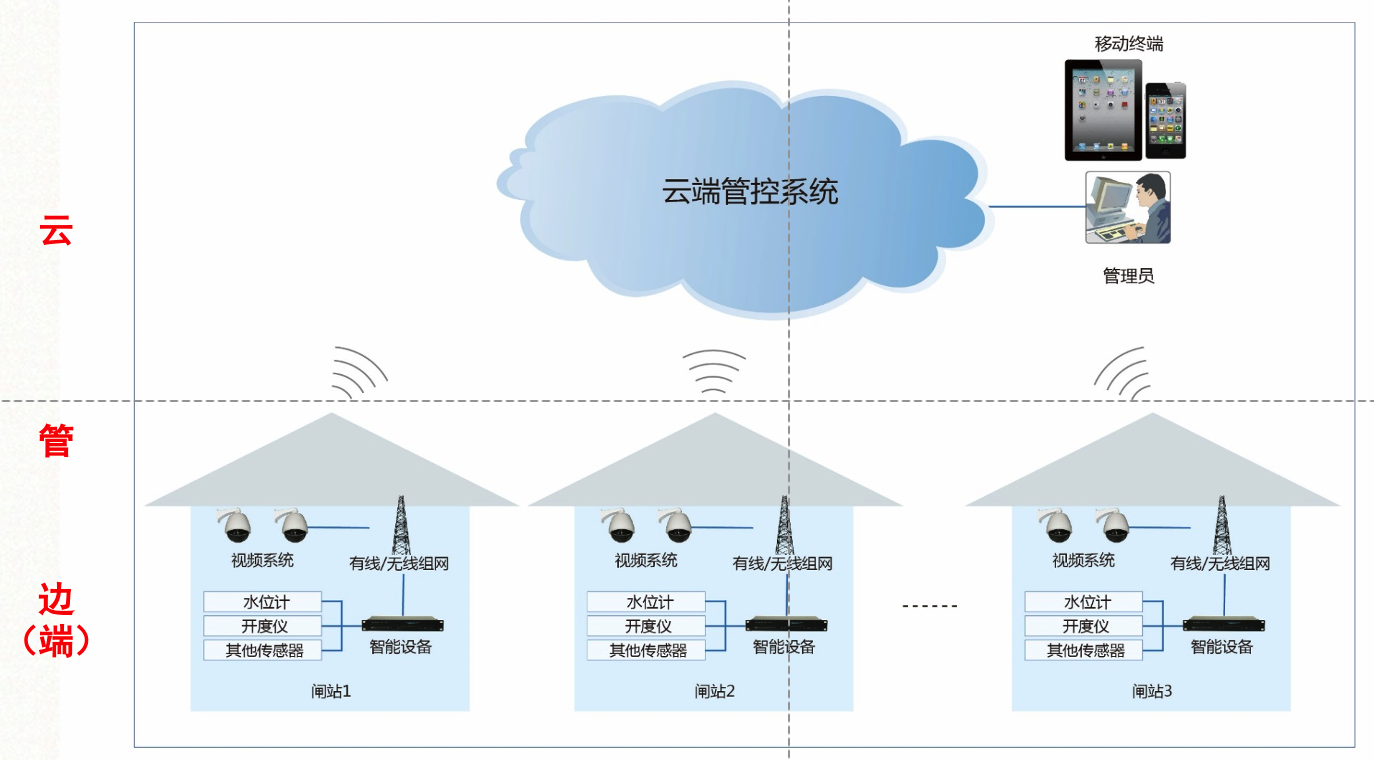 移动终端
云端管控系统
云
管理员
管
视频系统
有线/无线组网
水位计
开度仪
其他传感器
智能设备
闸站1
视频系统
有线/无线组网
水位计
开度仪
其他传感器
智能设备
闸站2
视频系统
有线/无线组网
水位计
开度仪
其他传感器
智能设备
闸站3
边
（端）